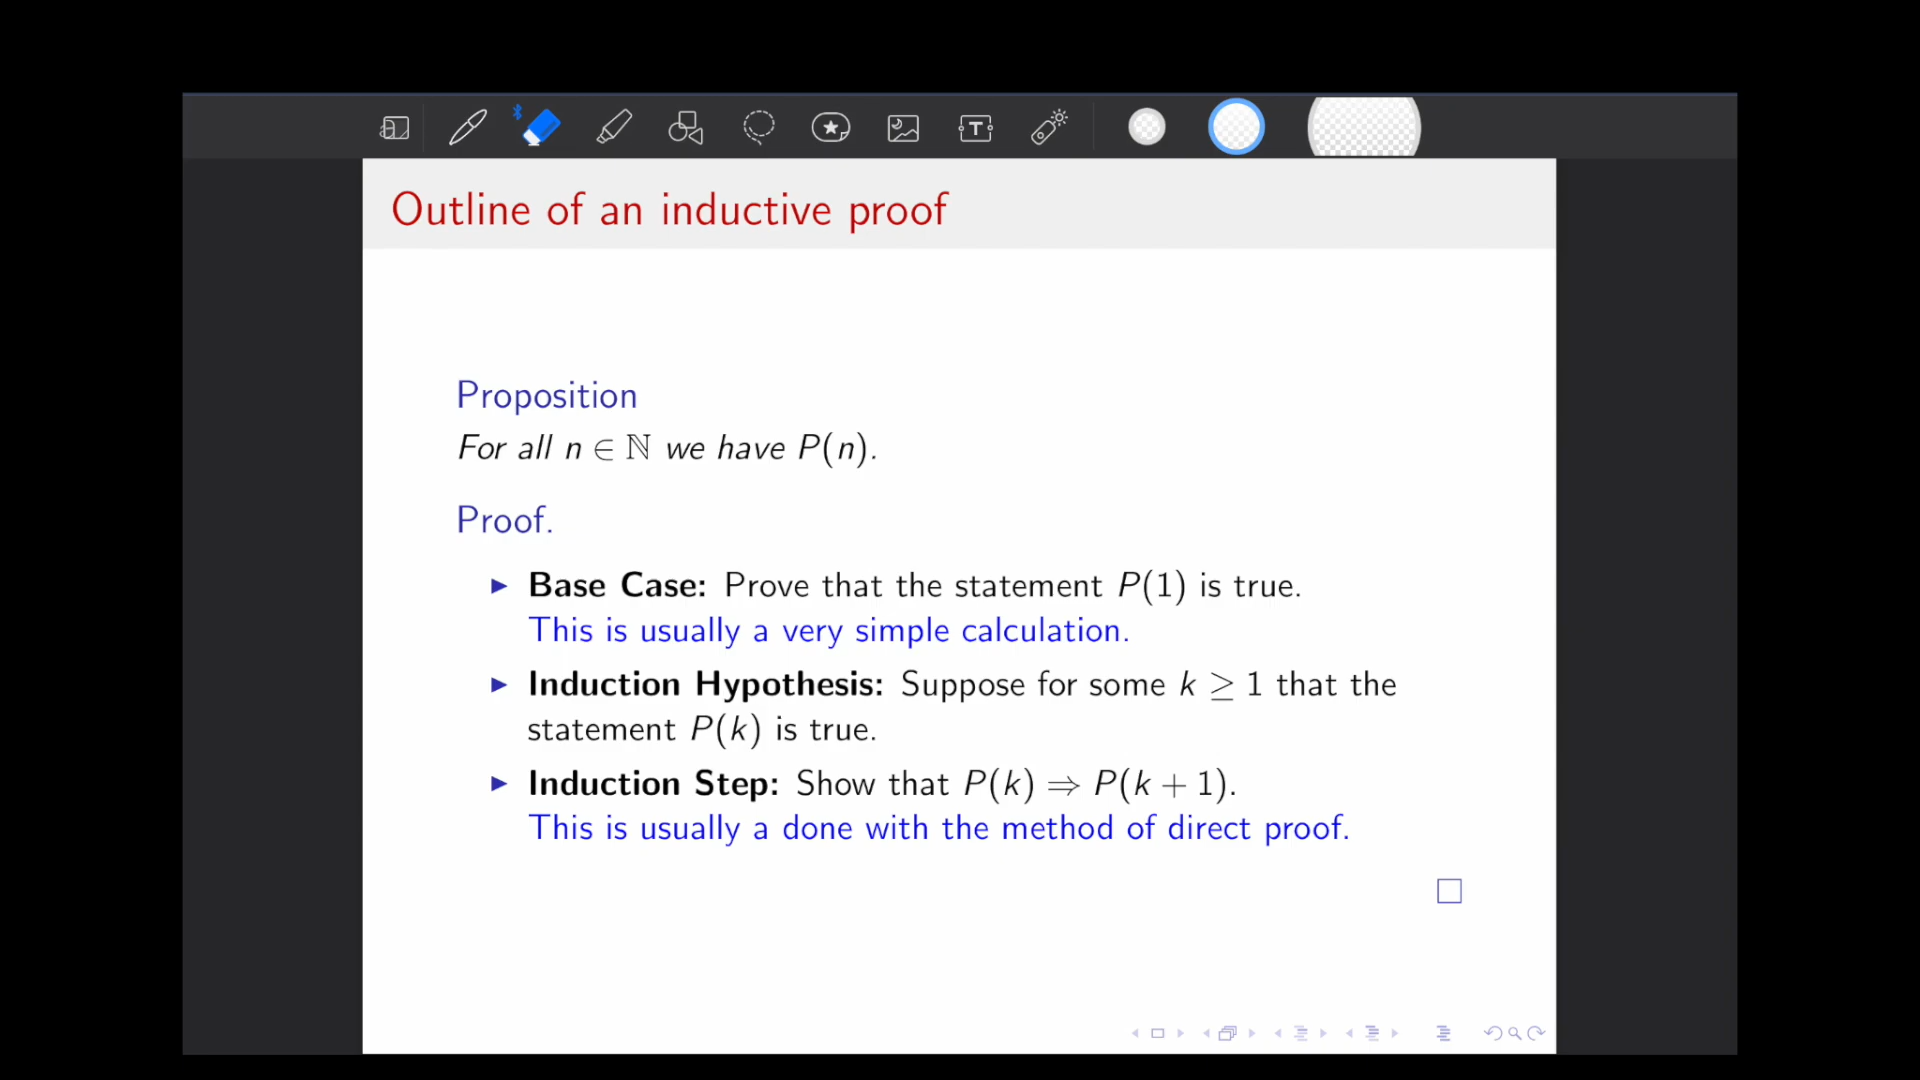 Outline of an inductive proof
Proposition
For all n ∈ ℕ we have P(n).
Proof.
▶ Base Case: Prove that the statement P(1) is true.
This is usually a very simple calculation.
▶ Induction Hypothesis: Suppose for some k ≥ 1 that the
statement P(k) is true.
▶ Induction Step: Show that P(k) ⇒ P(k + 1).
This is usually a done with the method of direct proof.
□